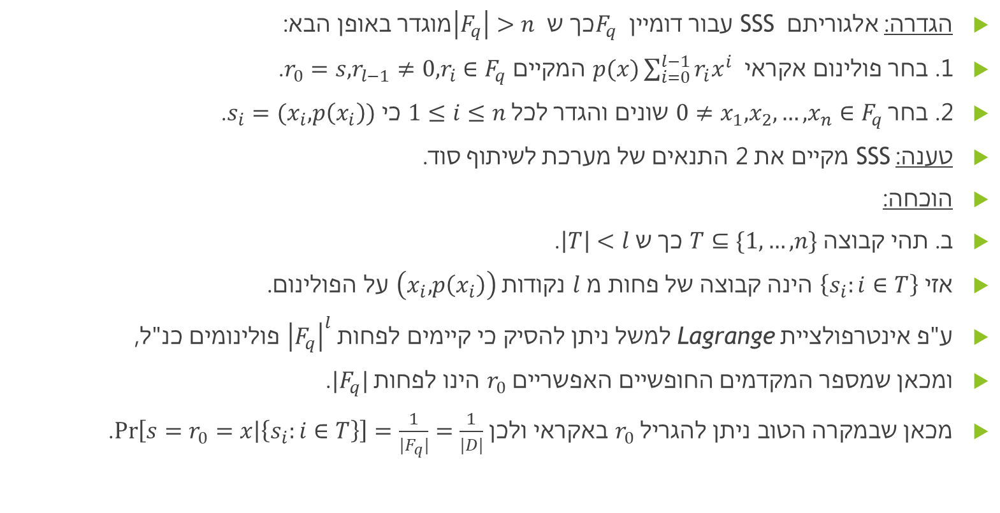 הגדרה: אלגוריתם SSS עבור דומיין $F_q$ כך ש $|F_q| > n$ מוגדר באופן הבא:
1. בחר פולינום אקראי $p(x) \sum_{i=0}^{l-1} r_i x^i$ המקיים $r_0 = s, r_{l-1} \neq 0, r_i \in F_q$.
2. בחר $0 \neq x_1, x_2, \dots, x_n \in F_q$ שונים והגדר לכל $1 \leq i \leq n$ כי $s_i = (x_i, p(x_i))$.
טענה: SSS מקיים את 2 התנאים של מערכת לשיתוף סוד.
הוכחה:
ב. תהי קבוצה $T \subseteq \{1, \dots, n\}$ כך ש $|T| < l$.
אזי $\{s_i : i \in T\}$ הינה קבוצה של פחות מ $l$ נקודות $(x_i, p(x_i))$ על הפולינום.
ע"פ אינטרפולציית Lagrange למשל ניתן להסיק כי קיימים לפחות $|F_q|^l$ פולינומים כנ"ל,
ומכאן שמספר המקדמים החופשיים האפשריים $r_0$ הינו לפחות $|F_q|$.
מכאן שבמקרה הטוב ניתן להגריל $r_0$ באקראי ולכן $\Pr[s = r_0 = x | \{s_i : i \in T\}] = \frac{1}{|F_q|} = \frac{1}{|D|}$.